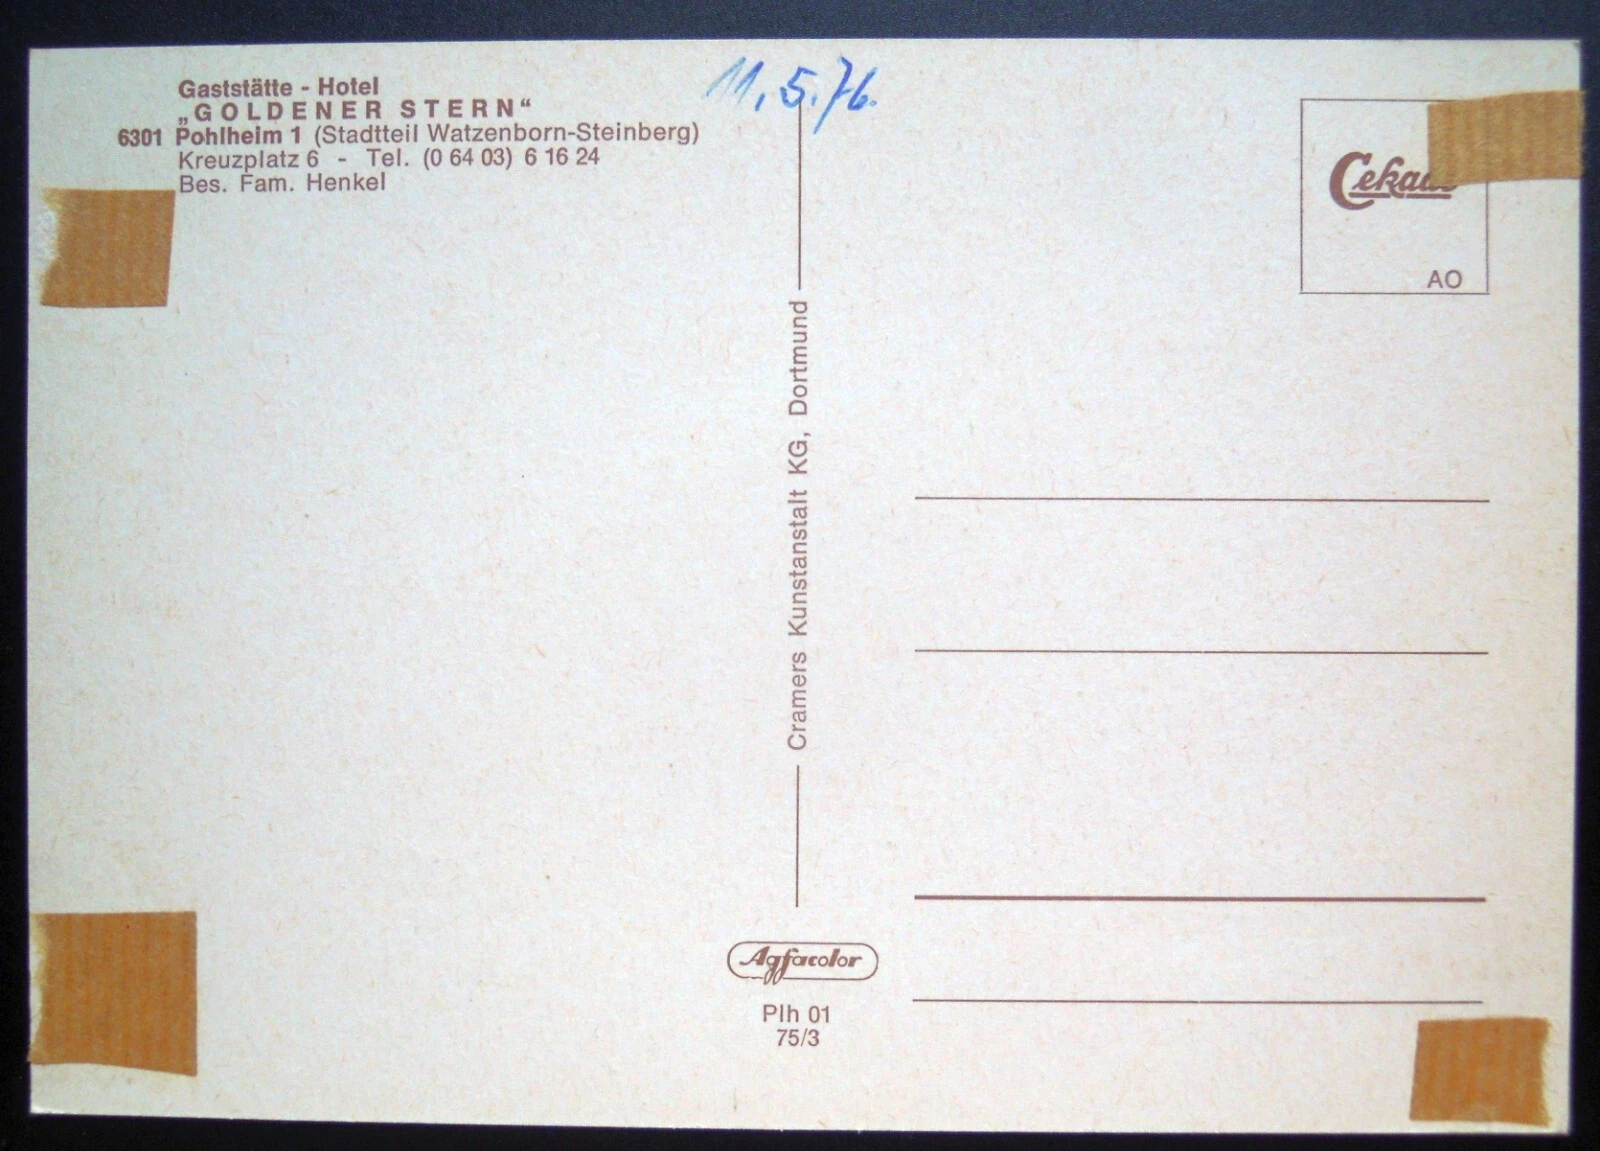 11.5.76.
Gaststätte - Hotel
„GOLDENER STERN“
6301 Pohlheim 1 (Stadtteil Watzenborn-Steinberg)
Kreuzplatz 6 - Tel. (0 64 03) 6 16 24
Bes. Fam. Henkel
AO
Cramers Kunstanstalt KG, Dortmund
Agfacolor
Plh 01
75/3